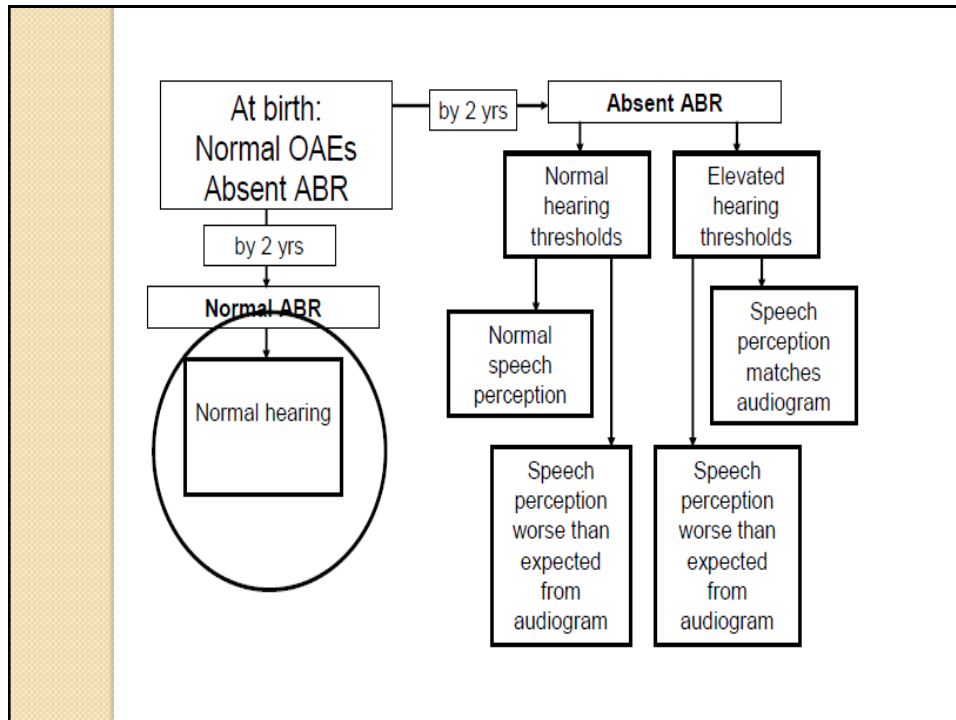 At birth:
Normal OAEs
Absent ABR
by 2 yrs
Absent ABR
Normal
hearing
thresholds
Elevated
hearing
thresholds
by 2 yrs
Normal ABR
Normal hearing
Normal
speech
perception
Speech
perception
matches
audiogram
Speech
perception
worse than
expected
from
audiogram
Speech
perception
worse than
expected
from
audiogram